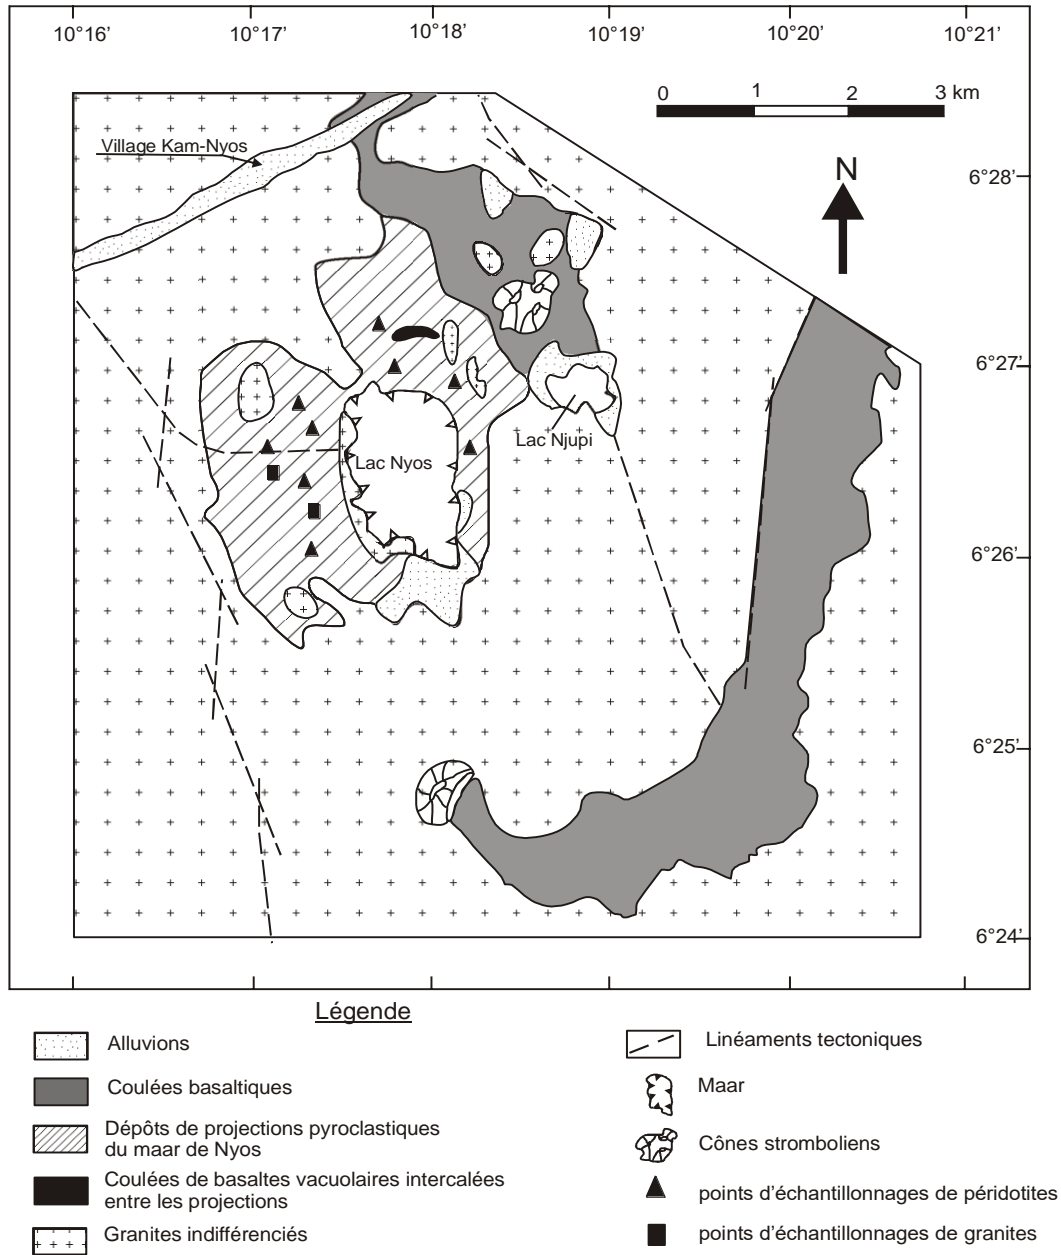 10°16' 10°17' 10°18' 10°19' 10°20' 10°21'
0 1 2 3 km
Village Kam-Nyos
N
6°28'
6°27'
Lac Njupi
Lac Nyos
6°26'
6°25'
6°24'
Légende
Alluvions
Coulées basaltiques
Dépôts de projections pyroclastiques
du maar de Nyos
Coulées de basaltes vacuolaires intercalées
entre les projections
Granites indifférenciés
Linéaments tectoniques
Maar
Cônes stromboliens
points d'échantillonnages de péridotites
points d'échantillonnages de granites